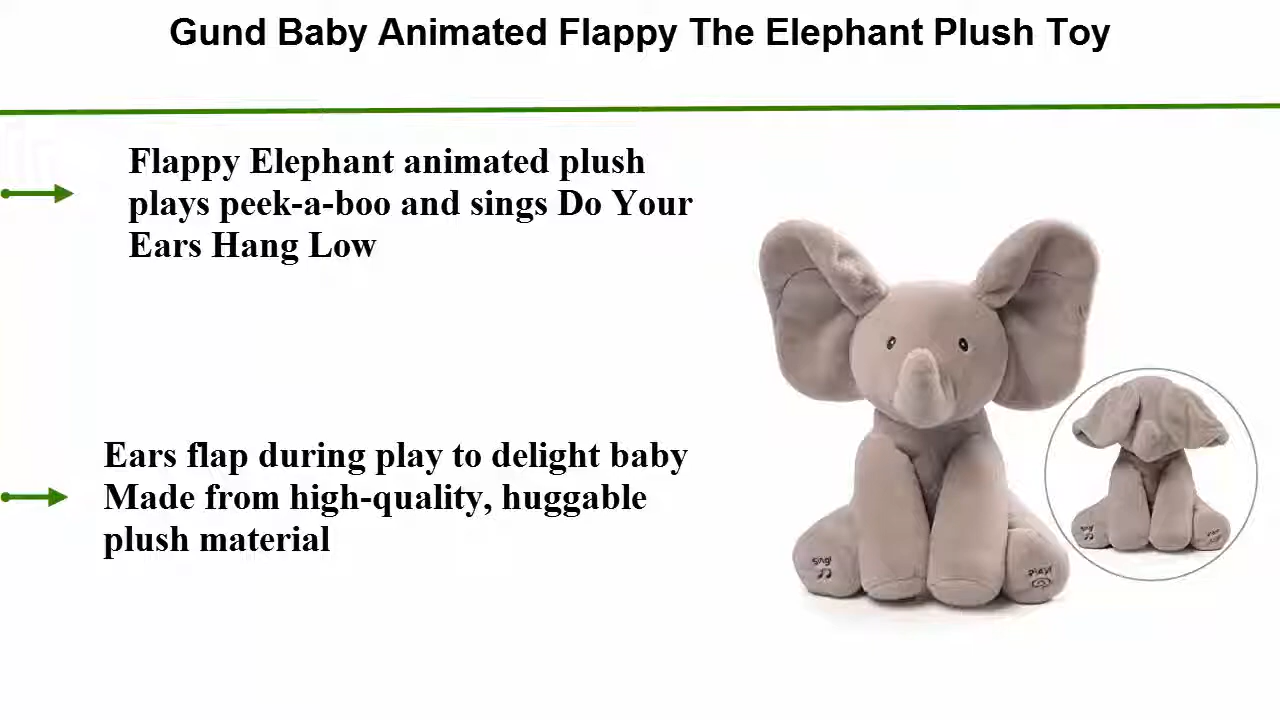 Gund Baby Animated Flappy The Elephant Plush Toy
Flappy Elephant animated plush
plays peek-a-boo and sings Do Your
Ears Hang Low
Ears flap during play to delight baby
Made from high-quality, huggable
plush material
Sing!
Play!